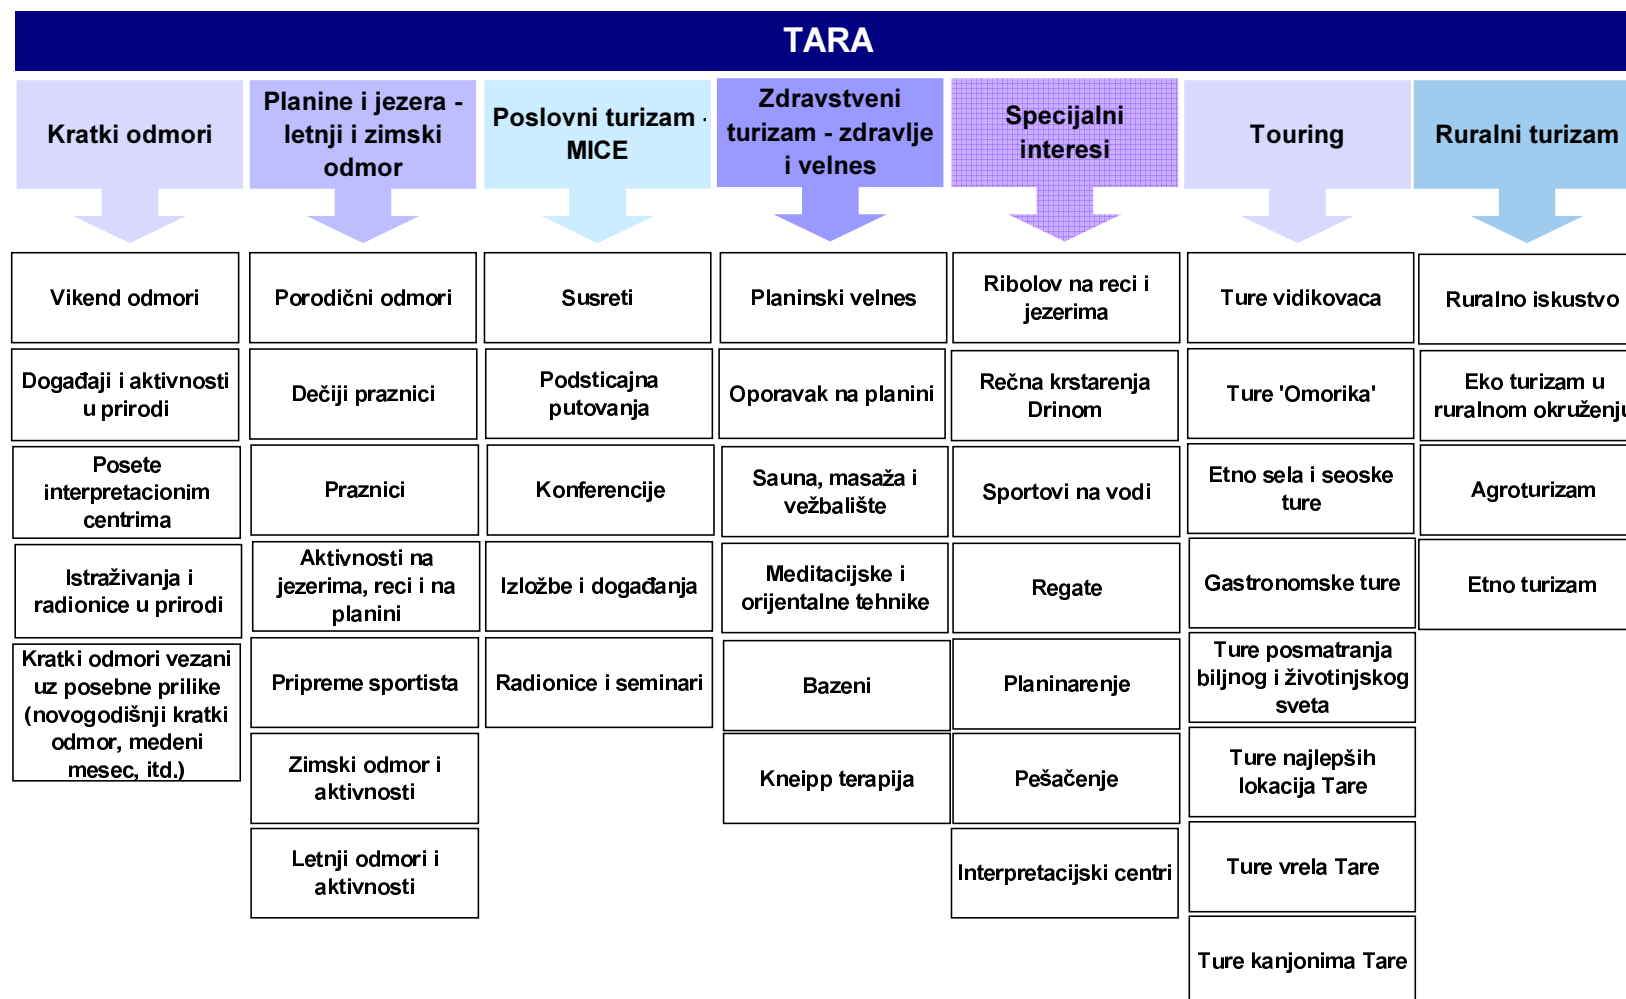 TARA
Kratki odmori
Planine i jezera -
letnji i zimski
odmor
Poslovni turizam -
MICE
Zdravstveni
turizam - zdravlje
i velnes
Specijalni
interesi
Touring
Ruralni turizam
Vikend odmori
Događaji i aktivnosti
u prirodi
Posete
interpretacionim
centrima
Istraživanja i
radionice u prirodi
Kratki odmori vezani
uz posebne prilike
(novogodišnji kratki
odmor, medeni
mesec, itd.)
Porodični odmori
Dečiji praznici
Praznici
Aktivnosti na
jezerima, reci i na
planini
Pripreme sportista
Zimski odmor i
aktivnosti
Letnji odmori i
aktivnosti
Susreti
Podsticajna
putovanja
Konferencije
Izložbe i događanja
Radionice i seminari
Planinski velnes
Oporavak na planini
Sauna, masaža i
vežbalište
Meditacijske i
orijentalne tehnike
Bazeni
Kneipp terapija
Ribolov na reci i
jezerima
Rečna krstarenja
Drinom
Sportovi na vodi
Regate
Planinarenje
Pešačenje
Interpretacijski centri
Ture vidikovaca
Ture 'Omorika'
Etno sela i seoske
ture
Gastronomske ture
Ture posmatranja
biljnog i životinjskog
sveta
Ture najlepših
lokacija Tare
Ture vrela Tare
Ture kanjonima Tare
Ruralno iskustvo
Eko turizam u
ruralnom okruženju
Agroturizam
Etno turizam